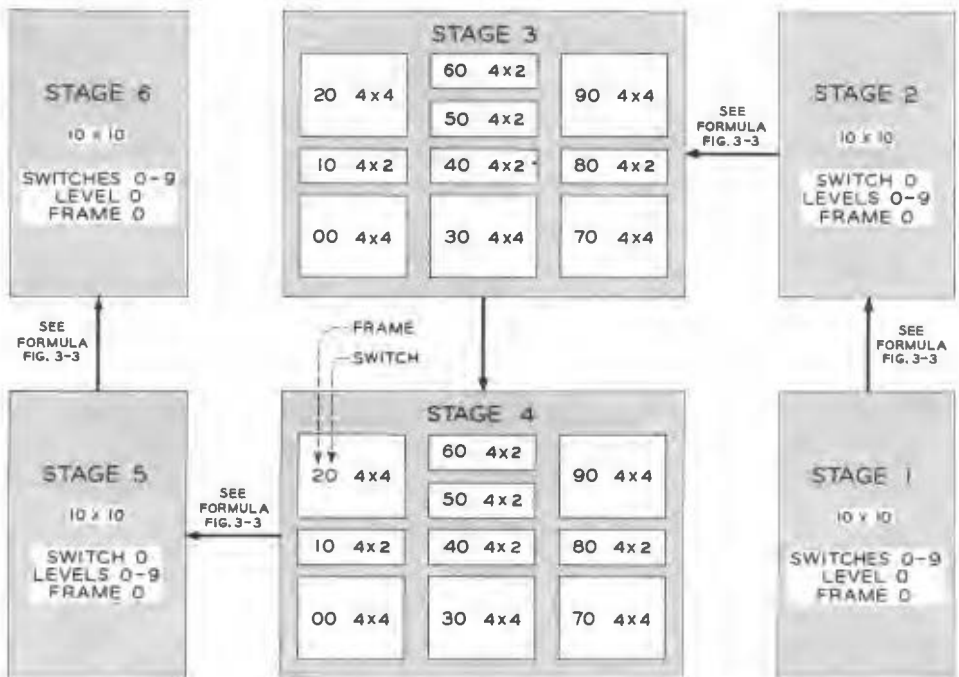 STAGE 6
10 x 10
SWITCHES 0-9
LEVEL 0
FRAME 0
STAGE 3
20 4x4
60 4x2
50 4x2
90 4x4
10 4x2
40 4x2
80 4x2
00 4x4
30 4x4
70 4x4
SEE
FORMULA
FIG. 3-3
STAGE 2
10 x 10
SWITCH 0
LEVELS 0-9
FRAME 0
SEE
FORMULA
FIG. 3-3
FRAME
SWITCH
SEE
FORMULA
FIG. 3-3
STAGE 5
10 x 10
SWITCH 0
LEVELS 0-9
FRAME 0
SEE
FORMULA
FIG. 3-3
STAGE 4
20 4x4
60 4x2
50 4x2
90 4x4
10 4x2
40 4x2
80 4x2
00 4x4
30 4x4
70 4x4
STAGE 1
10 x 10
SWITCHES 0-9
LEVEL 0
FRAME 0